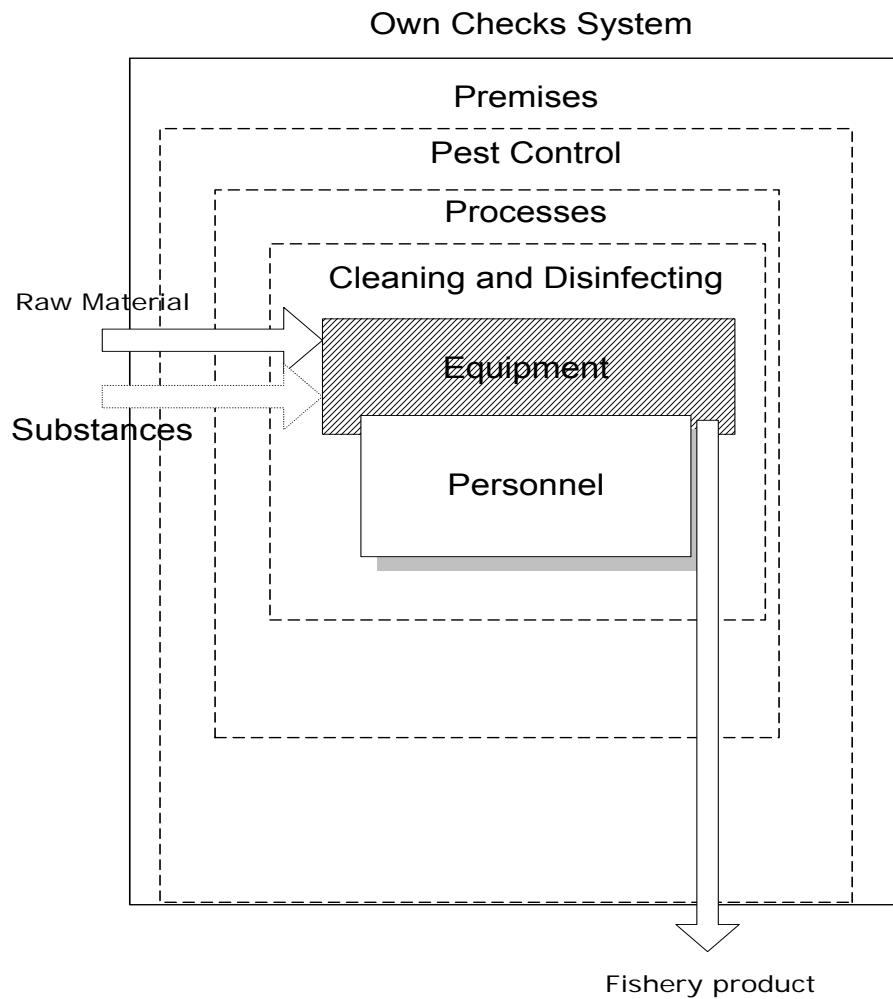 Own Checks System
Premises
Pest Control
Processes
Cleaning and Disinfecting
Raw Material
Equipment
Substances
Personnel
Fishery product